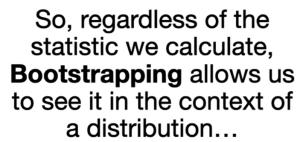 So, regardless of the
statistic we calculate,
Bootstrapping allows us
to see it in the context of
a distribution…